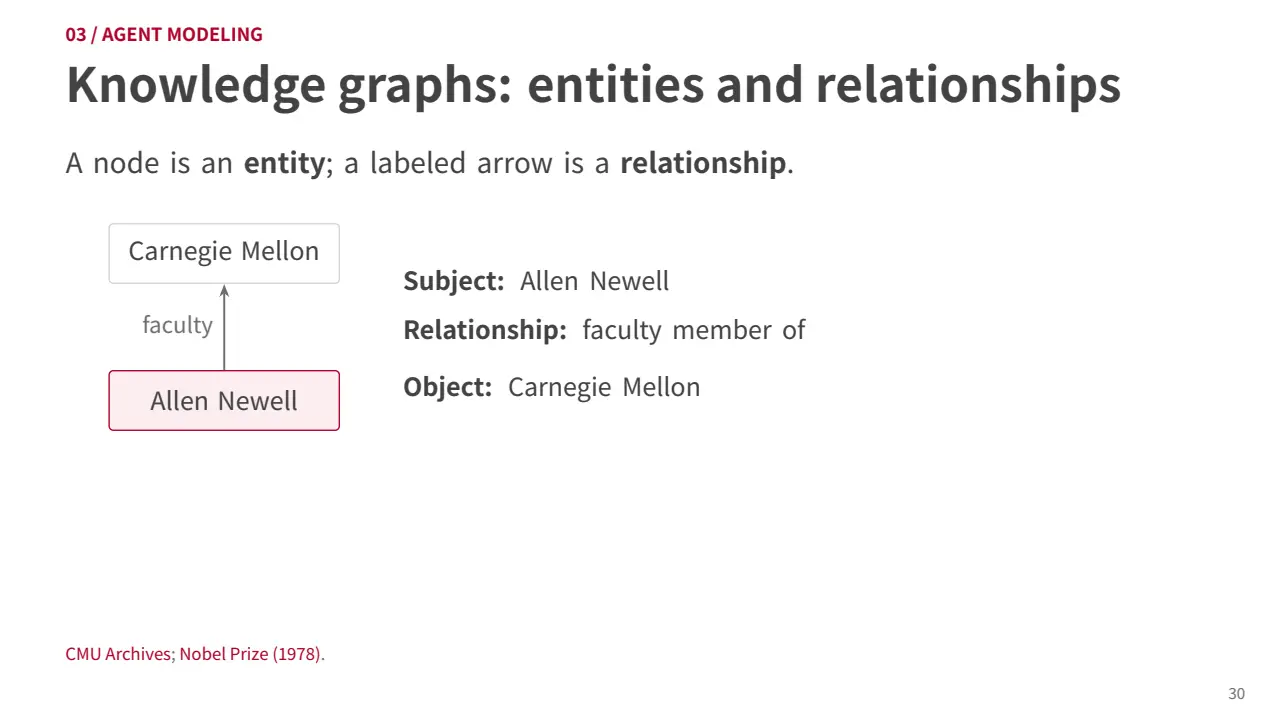 03 / AGENT MODELING
Knowledge graphs: entities and relationships
A node is an entity; a labeled arrow is a relationship.
Carnegie Mellon
faculty
Allen Newell
Subject: Allen Newell
Relationship: faculty member of
Object: Carnegie Mellon
CMU Archives; Nobel Prize (1978).
30